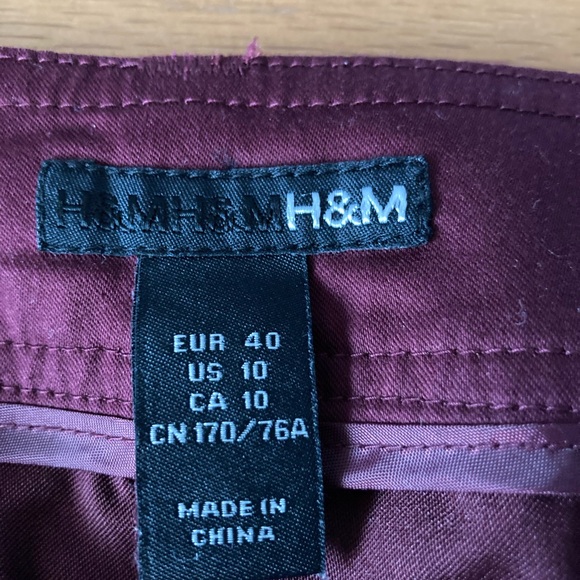 H&MH&MH&M
EUR 40
US 10
CA 10
CN 170/76A
MADE IN
CHINA